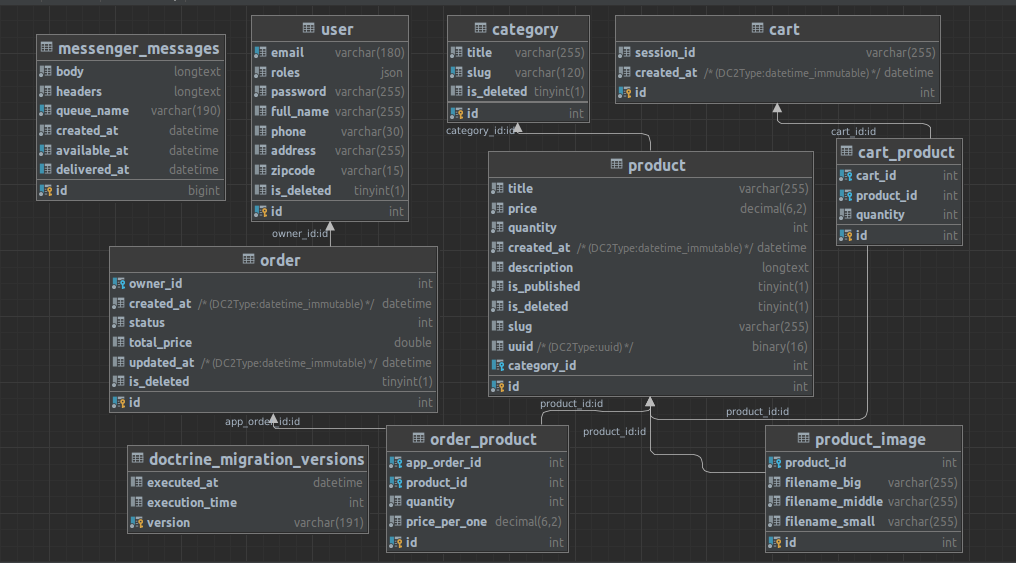 messenger_messages
body longtext
headers longtext
queue_name varchar(190)
created_at datetime
available_at datetime
delivered_at datetime
id bigint
user
email varchar(180)
roles json
password varchar(255)
full_name varchar(255)
phone varchar(30)
address varchar(255)
zipcode varchar(15)
is_deleted tinyint(1)
id int
category
title varchar(255)
slug varchar(120)
is_deleted tinyint(1)
id int
cart
session_id varchar(255)
created_at /*(DC2Type:datetime_immutable)*/ datetime
id int
category_id:id
cart_id:id
cart_product
cart_id int
product_id int
quantity int
id int
product
title varchar(255)
price decimal(6,2)
quantity int
created_at /*(DC2Type:datetime_immutable)*/ datetime
description longtext
is_published tinyint(1)
is_deleted tinyint(1)
slug varchar(255)
uuid /*(DC2Type:uuid)*/ binary(16)
category_id int
id int
owner_id:id
order
owner_id int
created_at /*(DC2Type:datetime_immutable)*/ datetime
status int
total_price double
updated_at /*(DC2Type:datetime_immutable)*/ datetime
is_deleted tinyint(1)
id int
product_id:id
product_id:id
product_id:id
app_order_id:id
doctrine_migration_versions
executed_at datetime
execution_time int
version varchar(191)
order_product
app_order_id int
product_id int
quantity int
price_per_one decimal(6,2)
id int
product_image
product_id int
filename_big varchar(255)
filename_middle varchar(255)
filename_small varchar(255)
id int